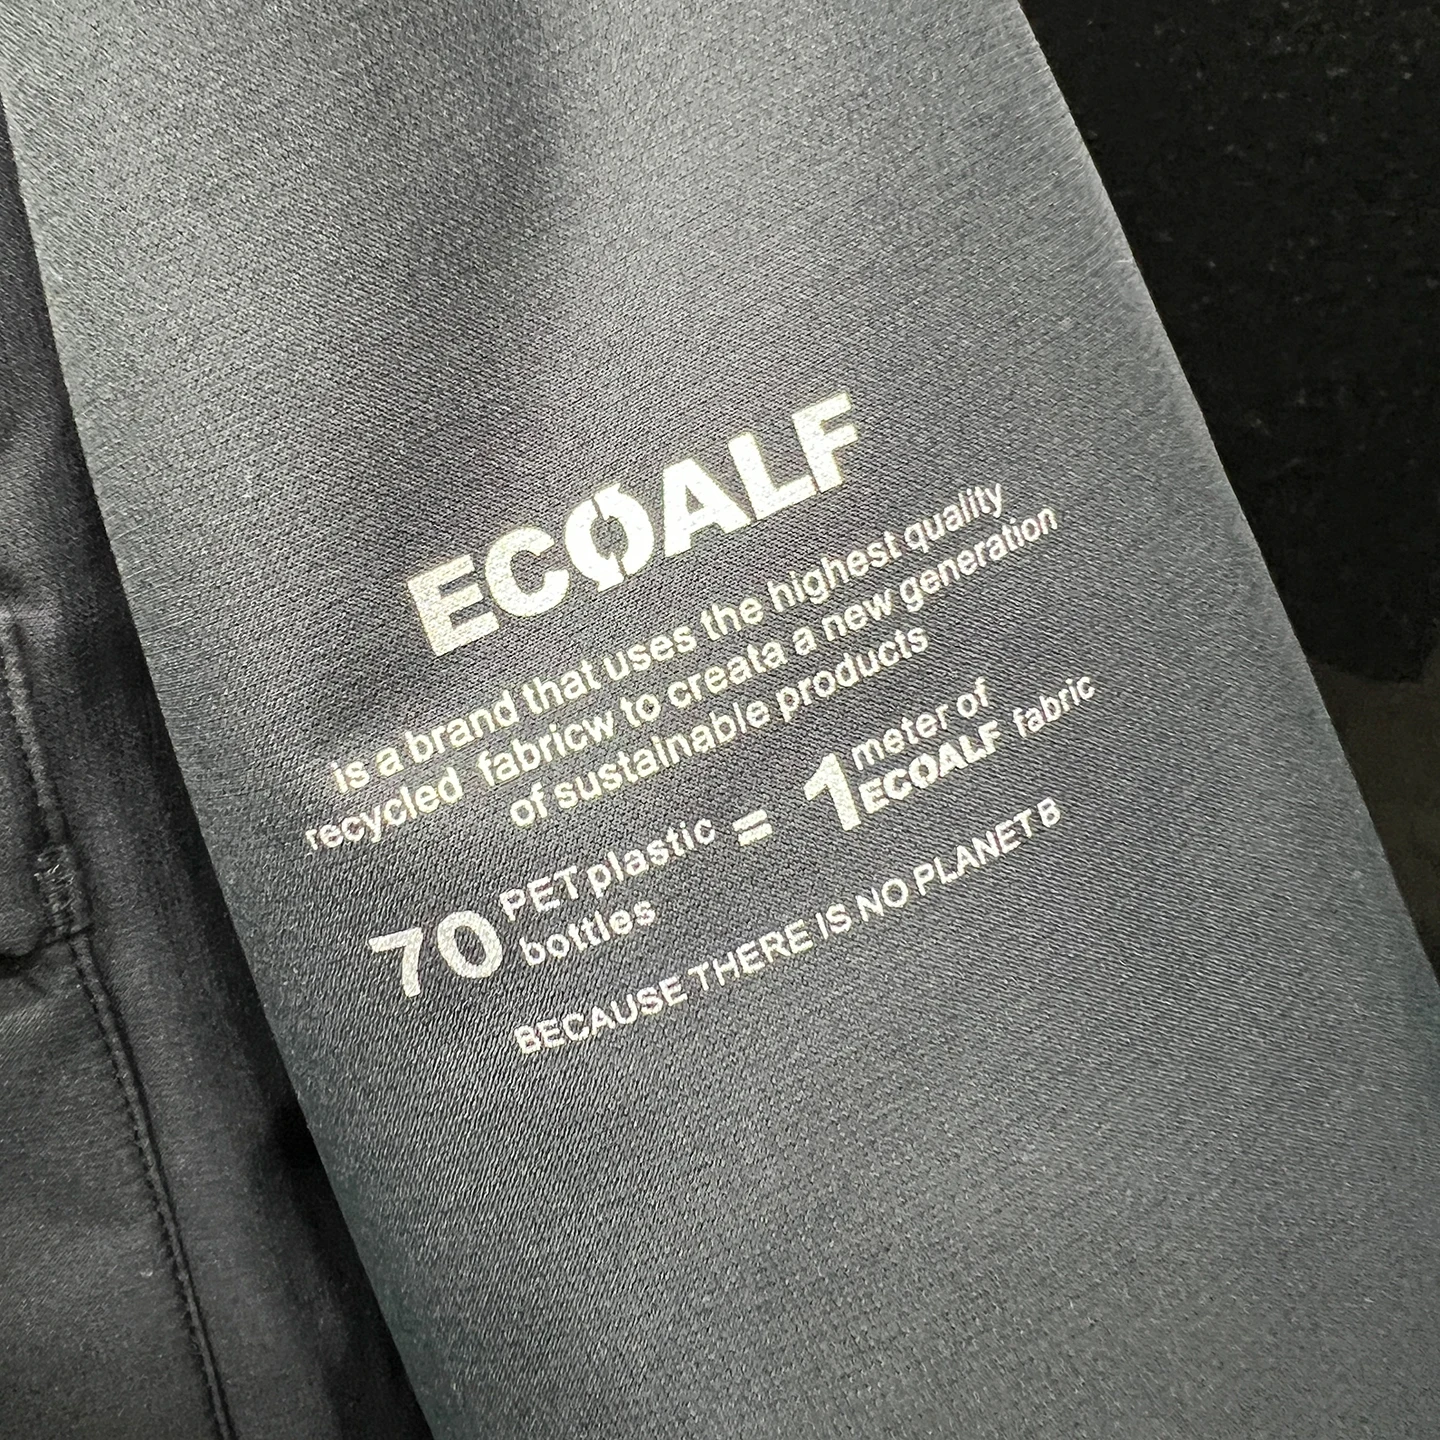 ECOALF
is a brand that uses the highest quality
recycled fabricw to creata a new generation
of sustainable products
70 PET plastic bottles = 1 meter of ECOALF fabric
BECAUSE THERE IS NO PLANET B